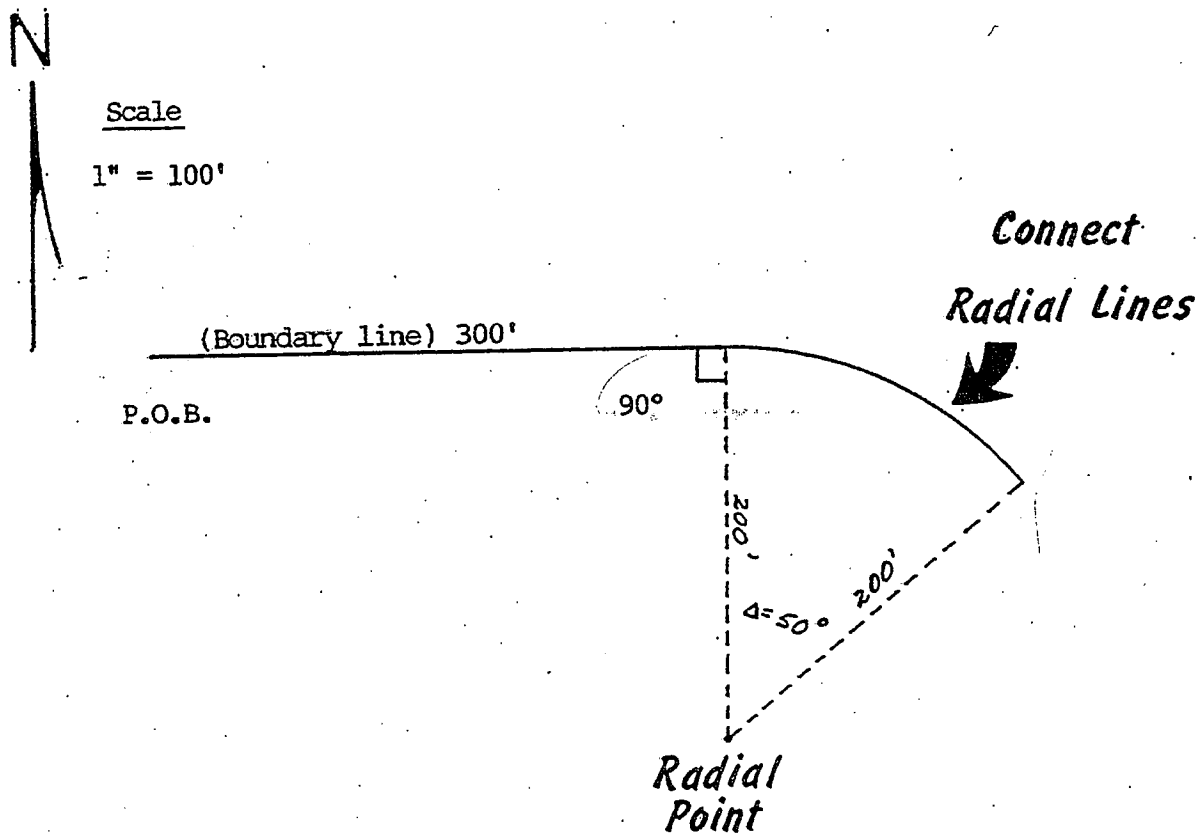 N
Scale
1" = 100'
Connect
Radial Lines
(Boundary line) 300'
P.O.B.
90°
200'
200'
Δ=50°
Radial
Point